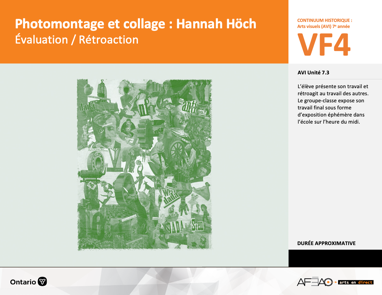 Photomontage et collage : Hannah Höch
Évaluation / Rétroaction
CONTINUUM HISTORIQUE :
Arts visuels (AVI) 7e année
VF4
AVI Unité 7.3
L'élève présente son travail et
rétroagit au travail des autres.
Le groupe-classe expose son
travail final sous forme
d'exposition éphémère dans
l'école sur l'heure du midi.
DURÉE APPROXIMATIVE
DADA
Ontario
arts en direct